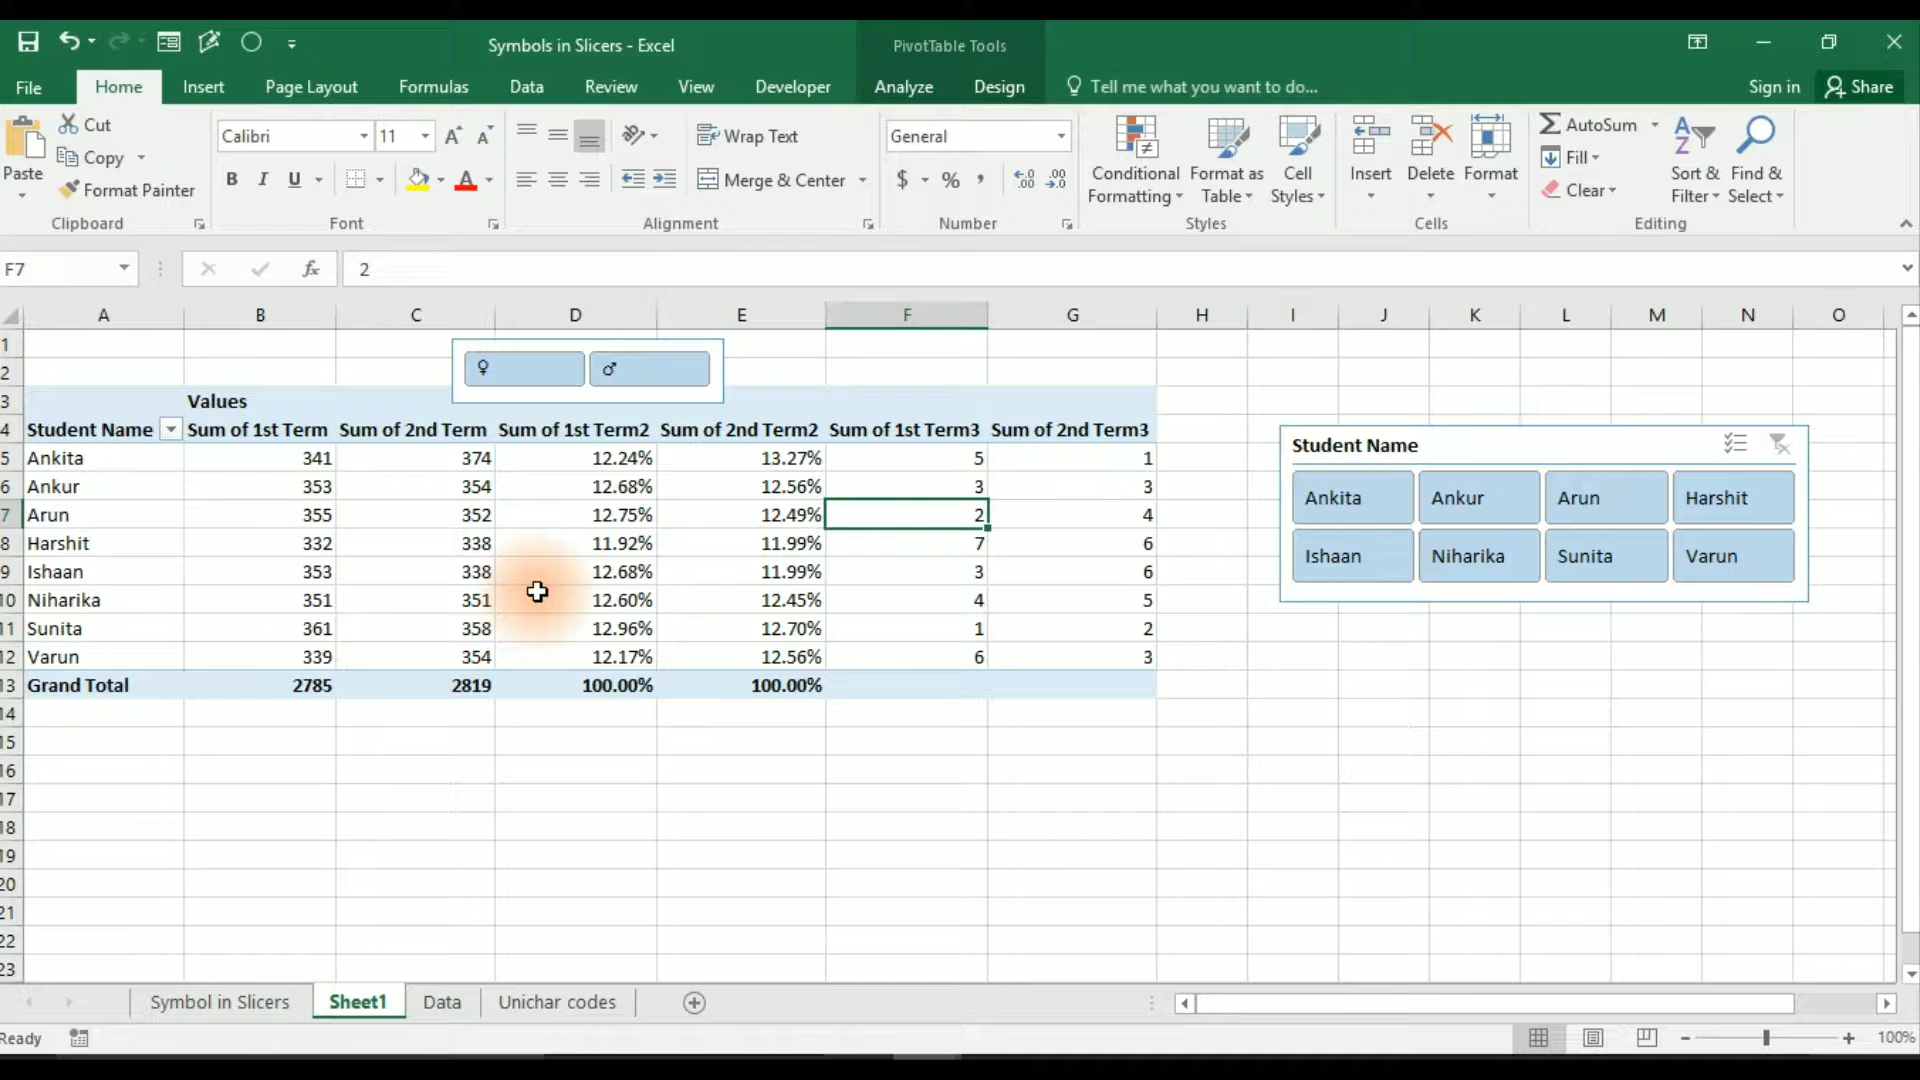 Symbols in Slicers - Excel
PivotTable Tools
File Home Insert Page Layout Formulas Data Review View Developer Analyze Design Tell me what you want to do... Sign in Share
Cut
Copy
Format Painter
Paste
Clipboard
Calibri 11
B I U A
Font
Wrap Text
Merge & Center
Alignment
General
$ % ,
Number
Conditional Formatting
Format as Table
Cell Styles
Styles
Insert Delete Format
Cells
AutoSum
Fill
Clear
Sort & Filter
Find & Select
Editing
F7 fx 2
A B C D E F G H I J K L M N O
1
2
♀ ♂
3 Values
4 Student Name Sum of 1st Term Sum of 2nd Term Sum of 1st Term2 Sum of 2nd Term2 Sum of 1st Term3 Sum of 2nd Term3
5 Ankita 341 374 12.24% 13.27% 5 1
6 Ankur 353 354 12.68% 12.56% 3 3
7 Arun 355 352 12.75% 12.49% 2 4
8 Harshit 332 338 11.92% 11.99% 7 6
9 Ishaan 353 338 12.68% 11.99% 3 6
10 Niharika 351 351 12.60% 12.45% 4 5
11 Sunita 361 358 12.96% 12.70% 1 2
12 Varun 339 354 12.17% 12.56% 6 3
13 Grand Total 2785 2819 100.00% 100.00%
14
15
16
17
18
19
20
21
22
23
Student Name
Ankita Ankur Arun Harshit
Ishaan Niharika Sunita Varun
Symbol in Slicers Sheet1 Data Unichar codes
Ready 100%